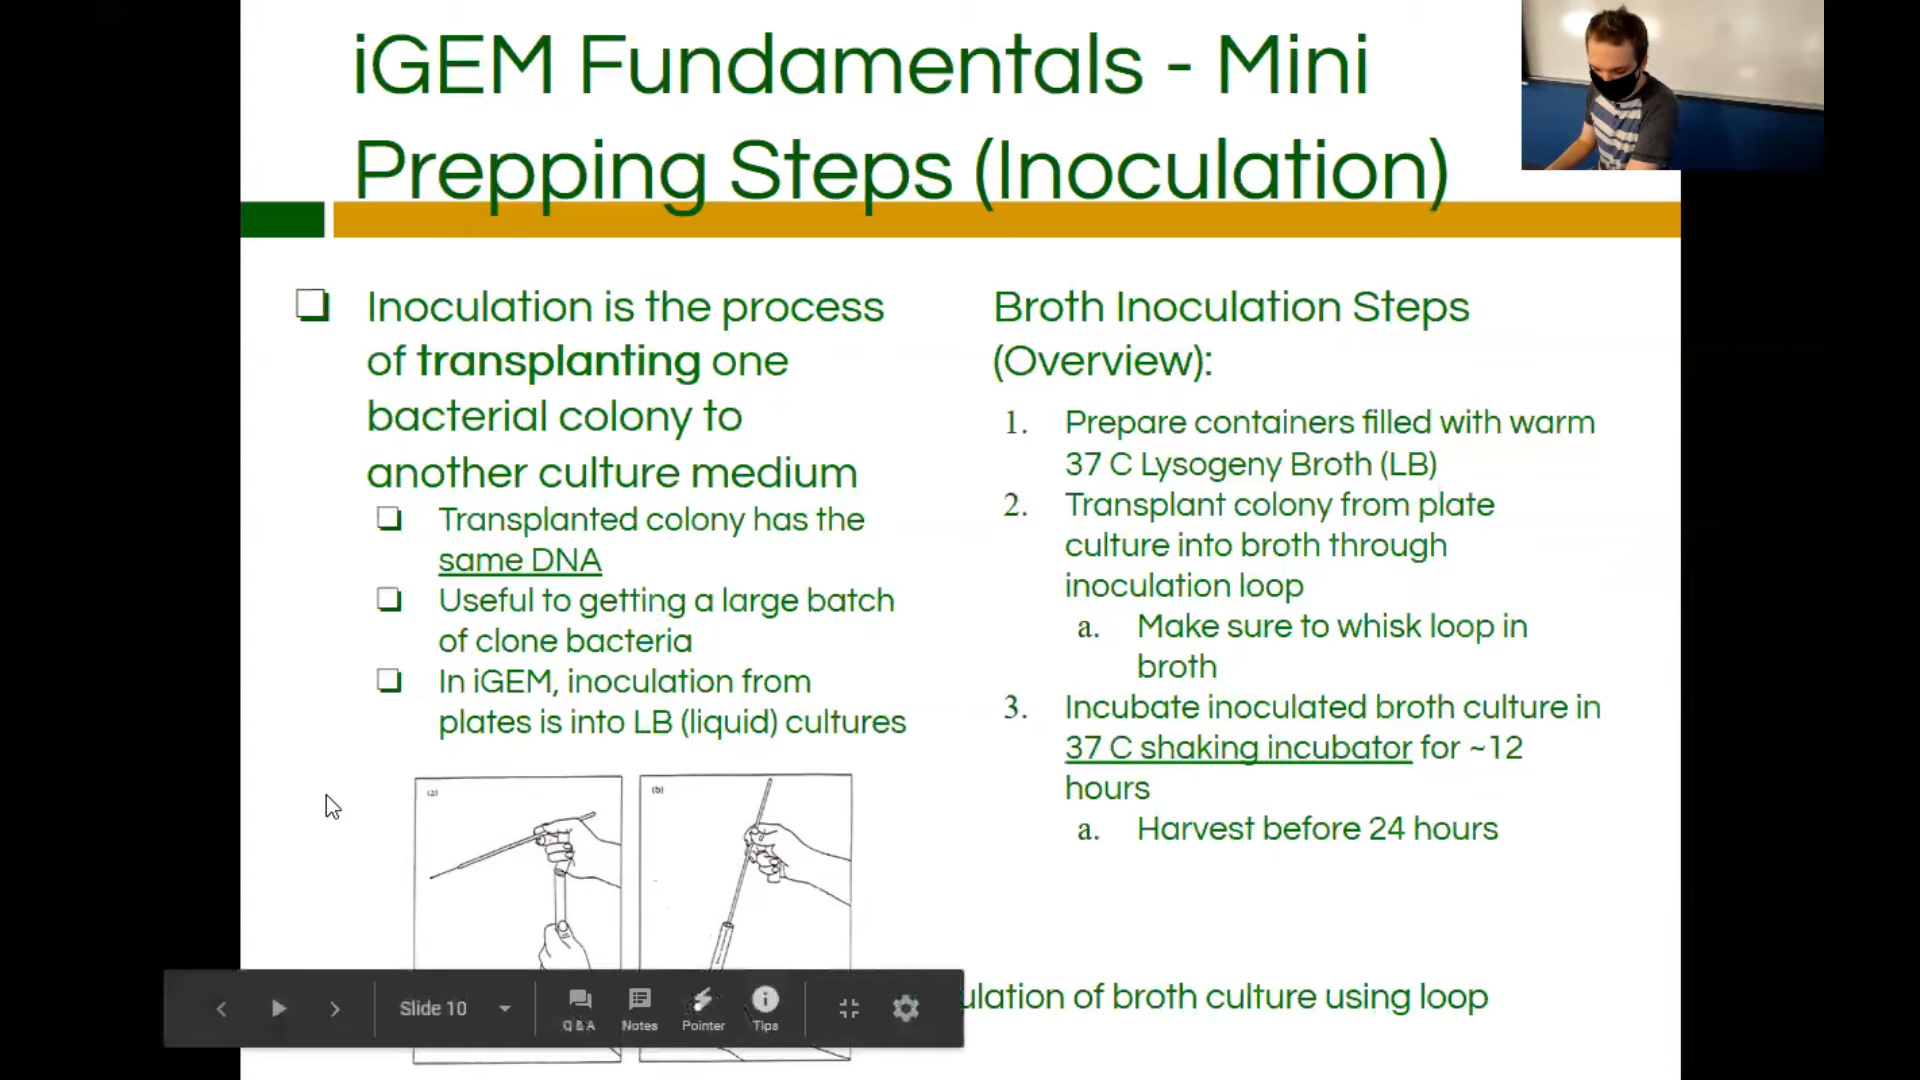 iGEM Fundamentals - Mini
Prepping Steps (Inoculation)
Inoculation is the process
of transplanting one
bacterial colony to
another culture medium
Transplanted colony has the
same DNA
Useful to getting a large batch
of clone bacteria
In iGEM, inoculation from
plates is into LB (liquid) cultures
Broth Inoculation Steps
(Overview):
1. Prepare containers filled with warm
37 C Lysogeny Broth (LB)
2. Transplant colony from plate
culture into broth through
inoculation loop
a. Make sure to whisk loop in
broth
3. Incubate inoculated broth culture in
37 C shaking incubator for ~12
hours
a. Harvest before 24 hours
(a)
(b)
ulation of broth culture using loop
Slide 10
Q & A
Notes
Pointer
Tips